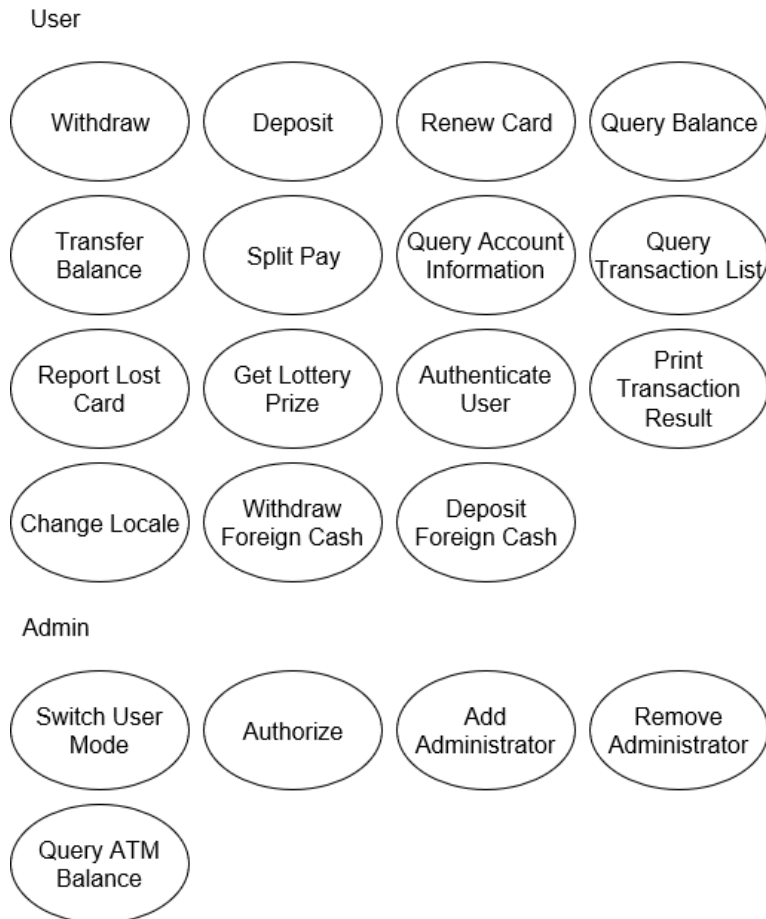 User
Withdraw
Deposit
Renew Card
Query Balance
Transfer
Balance
Split Pay
Query Account
Information
Query
Transaction List
Report Lost
Card
Get Lottery
Prize
Authenticate
User
Print
Transaction
Result
Change Locale
Withdraw
Foreign Cash
Deposit
Foreign Cash
Admin
Switch User
Mode
Authorize
Add
Administrator
Remove
Administrator
Query ATM
Balance